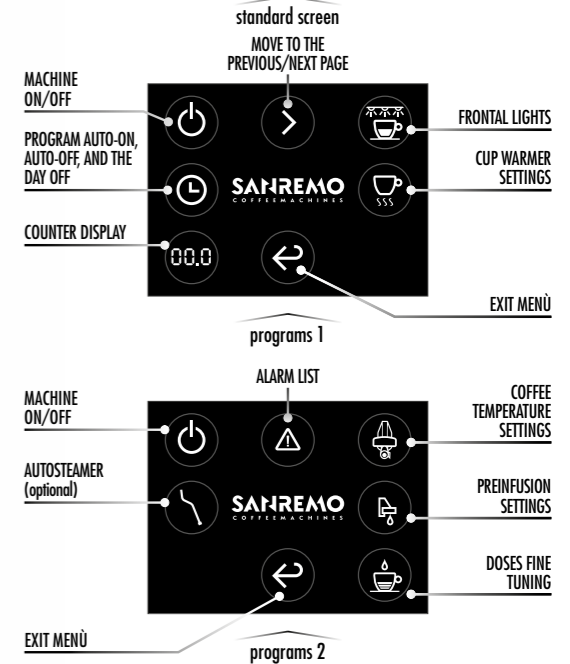 standard screen
MOVE TO THE
PREVIOUS/NEXT PAGE
MACHINE
ON/OFF
FRONTAL LIGHTS
PROGRAM AUTO-ON,
AUTO-OFF, AND THE
DAY OFF
CUP WARMER
SETTINGS
SANREMO
COFFEEMACHINES
COUNTER DISPLAY
00.0
EXIT MENÙ
programs 1
ALARM LIST
MACHINE
ON/OFF
COFFEE
TEMPERATURE
SETTINGS
AUTOSTEAMER
(optional)
SANREMO
COFFEEMACHINES
PREINFUSION
SETTINGS
DOSES FINE
TUNING
EXIT MENÙ
programs 2